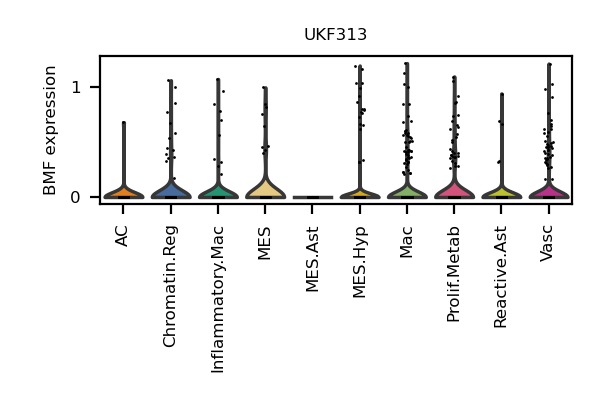 UKF313
BMF expression
1
0
AC
Chromatin.Reg
Inflammatory.Mac
MES
MES.Ast
MES.Hyp
Mac
Prolif.Metab
Reactive.Ast
Vasc